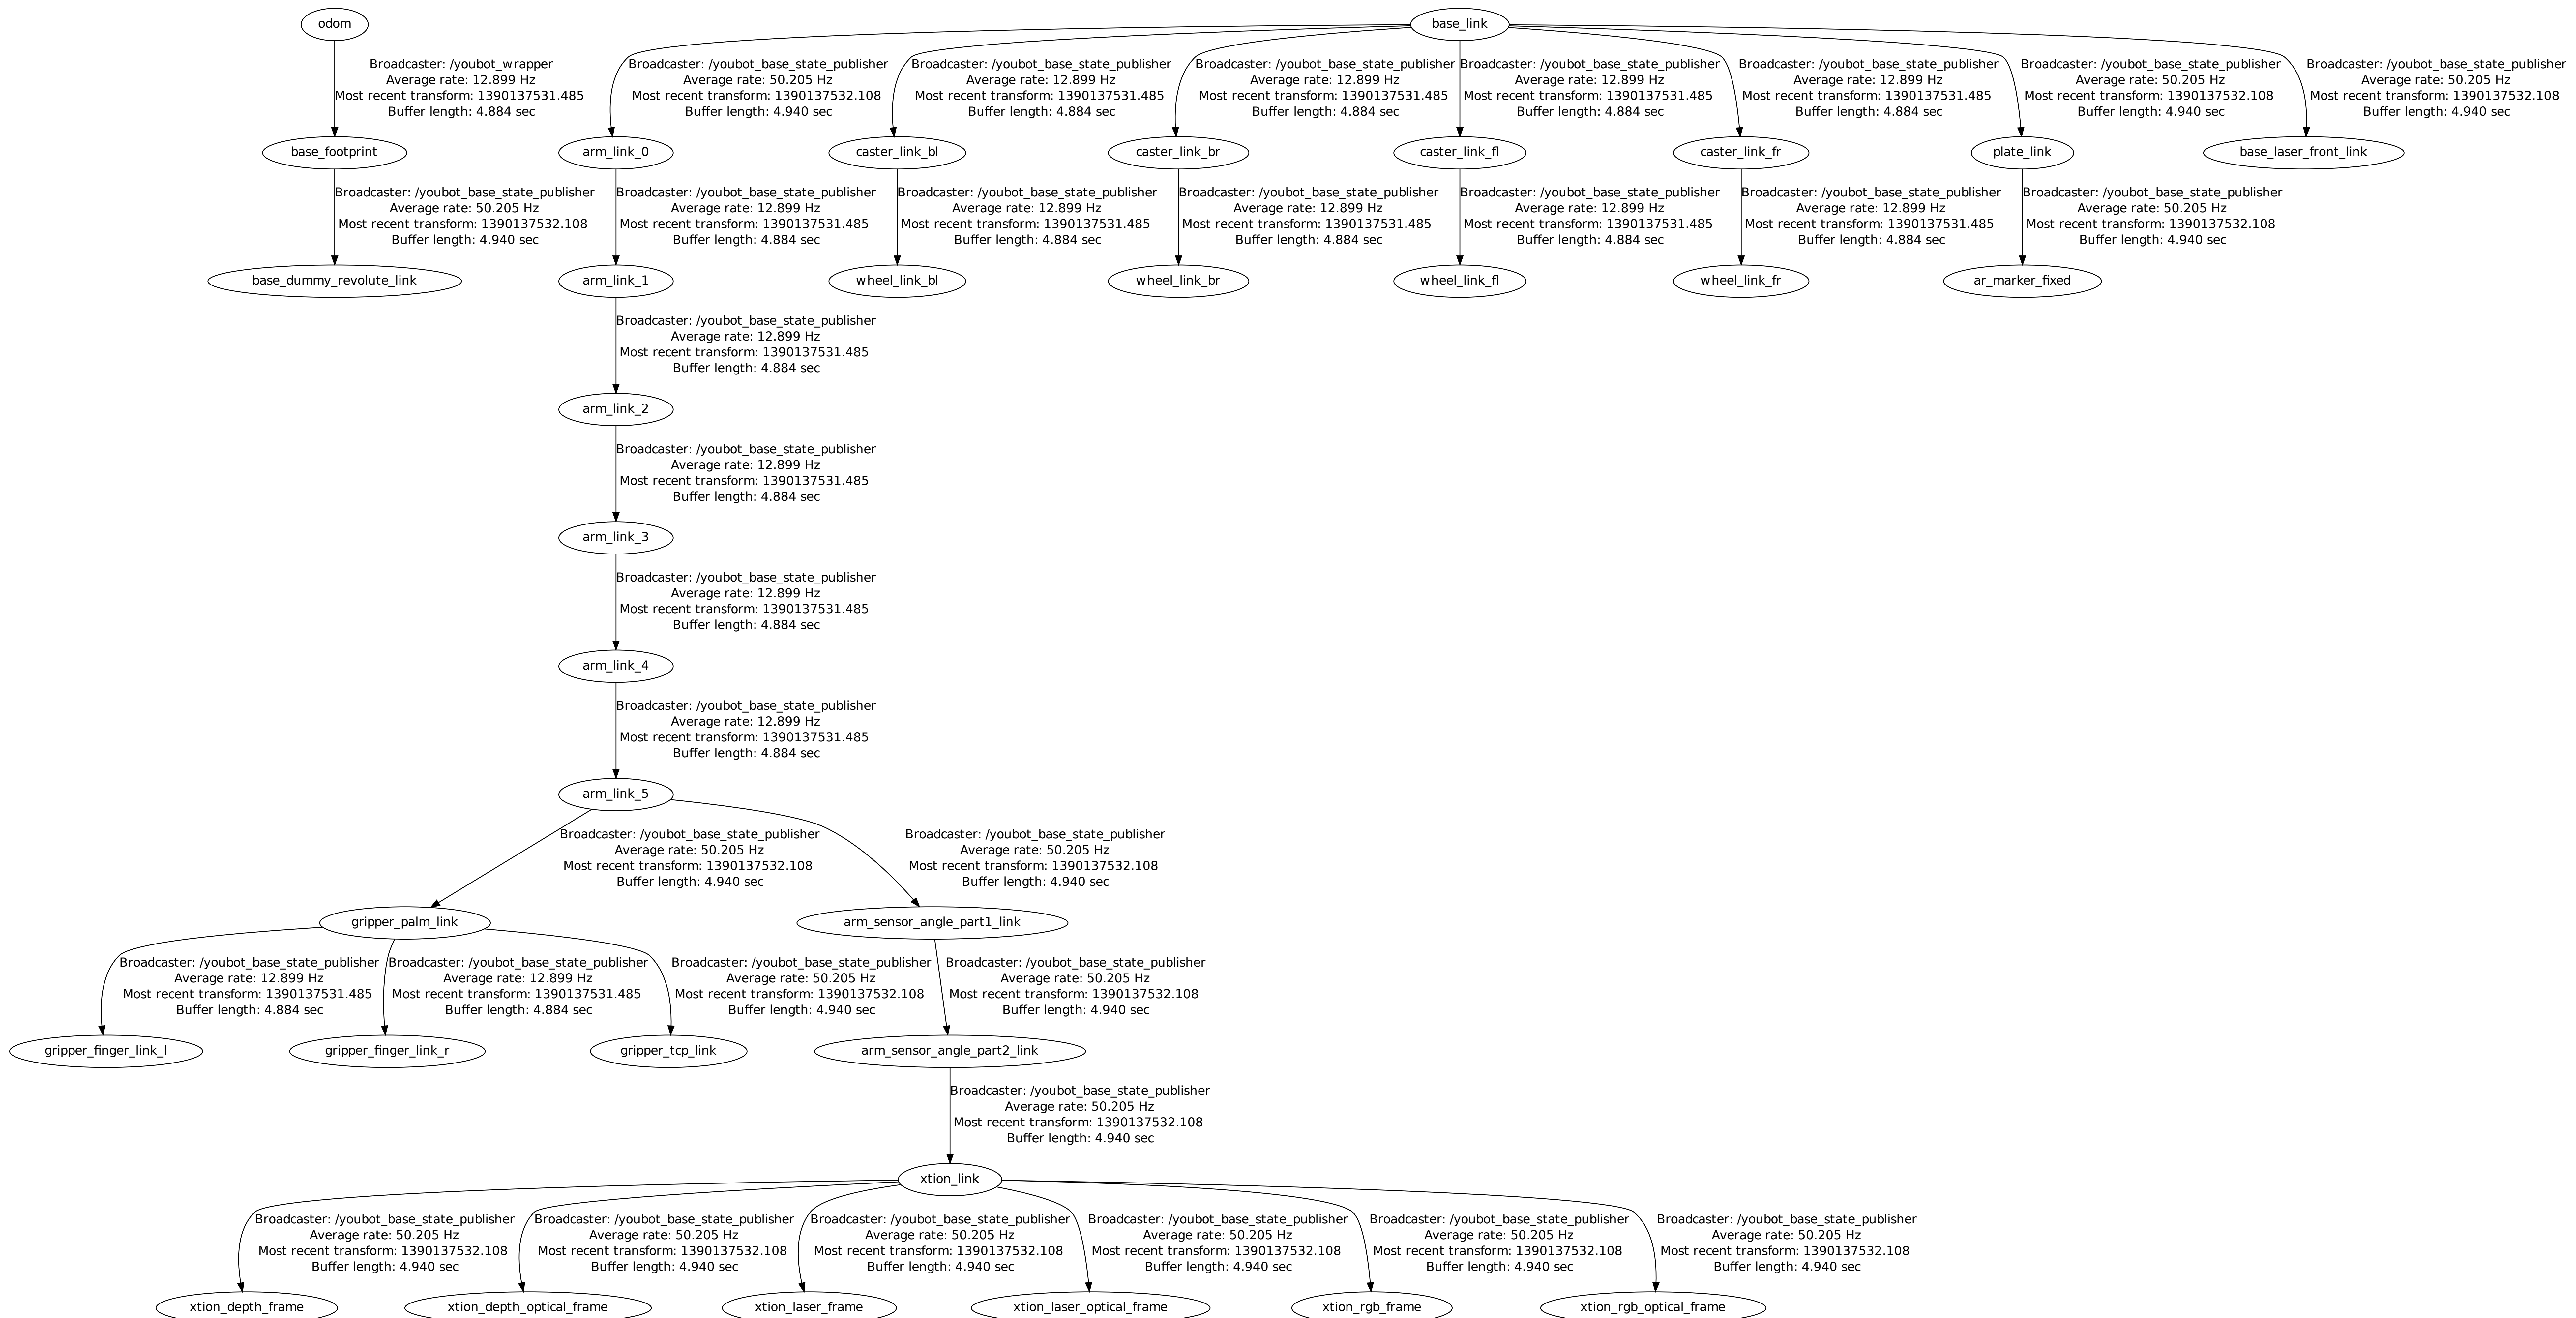 odom
base_link
Broadcaster: /youbot_wrapper
Average rate: 12.899 Hz
Most recent transform: 1390137531.485
Buffer length: 4.884 sec
Broadcaster: /youbot_base_state_publisher
Average rate: 50.205 Hz
Most recent transform: 1390137532.108
Buffer length: 4.940 sec
Broadcaster: /youbot_base_state_publisher
Average rate: 12.899 Hz
Most recent transform: 1390137531.485
Buffer length: 4.884 sec
Broadcaster: /youbot_base_state_publisher
Average rate: 12.899 Hz
Most recent transform: 1390137531.485
Buffer length: 4.884 sec
Broadcaster: /youbot_base_state_publisher
Average rate: 12.899 Hz
Most recent transform: 1390137531.485
Buffer length: 4.884 sec
Broadcaster: /youbot_base_state_publisher
Average rate: 12.899 Hz
Most recent transform: 1390137531.485
Buffer length: 4.884 sec
Broadcaster: /youbot_base_state_publisher
Average rate: 50.205 Hz
Most recent transform: 1390137532.108
Buffer length: 4.940 sec
Broadcaster: /youbot_base_state_publisher
Average rate: 50.205 Hz
Most recent transform: 1390137532.108
Buffer length: 4.940 sec
base_footprint
arm_link_0
caster_link_bl
caster_link_br
caster_link_fl
caster_link_fr
plate_link
base_laser_front_link
Broadcaster: /youbot_base_state_publisher
Average rate: 50.205 Hz
Most recent transform: 1390137532.108
Buffer length: 4.940 sec
Broadcaster: /youbot_base_state_publisher
Average rate: 12.899 Hz
Most recent transform: 1390137531.485
Buffer length: 4.884 sec
Broadcaster: /youbot_base_state_publisher
Average rate: 12.899 Hz
Most recent transform: 1390137531.485
Buffer length: 4.884 sec
Broadcaster: /youbot_base_state_publisher
Average rate: 12.899 Hz
Most recent transform: 1390137531.485
Buffer length: 4.884 sec
Broadcaster: /youbot_base_state_publisher
Average rate: 12.899 Hz
Most recent transform: 1390137531.485
Buffer length: 4.884 sec
Broadcaster: /youbot_base_state_publisher
Average rate: 12.899 Hz
Most recent transform: 1390137531.485
Buffer length: 4.884 sec
Broadcaster: /youbot_base_state_publisher
Average rate: 50.205 Hz
Most recent transform: 1390137532.108
Buffer length: 4.940 sec
base_dummy_revolute_link
arm_link_1
wheel_link_bl
wheel_link_br
wheel_link_fl
wheel_link_fr
ar_marker_fixed
Broadcaster: /youbot_base_state_publisher
Average rate: 12.899 Hz
Most recent transform: 1390137531.485
Buffer length: 4.884 sec
arm_link_2
Broadcaster: /youbot_base_state_publisher
Average rate: 12.899 Hz
Most recent transform: 1390137531.485
Buffer length: 4.884 sec
arm_link_3
Broadcaster: /youbot_base_state_publisher
Average rate: 12.899 Hz
Most recent transform: 1390137531.485
Buffer length: 4.884 sec
arm_link_4
Broadcaster: /youbot_base_state_publisher
Average rate: 12.899 Hz
Most recent transform: 1390137531.485
Buffer length: 4.884 sec
arm_link_5
Broadcaster: /youbot_base_state_publisher
Average rate: 50.205 Hz
Most recent transform: 1390137532.108
Buffer length: 4.940 sec
Broadcaster: /youbot_base_state_publisher
Average rate: 50.205 Hz
Most recent transform: 1390137532.108
Buffer length: 4.940 sec
gripper_palm_link
arm_sensor_angle_part1_link
Broadcaster: /youbot_base_state_publisher
Average rate: 12.899 Hz
Most recent transform: 1390137531.485
Buffer length: 4.884 sec
Broadcaster: /youbot_base_state_publisher
Average rate: 12.899 Hz
Most recent transform: 1390137531.485
Buffer length: 4.884 sec
Broadcaster: /youbot_base_state_publisher
Average rate: 50.205 Hz
Most recent transform: 1390137532.108
Buffer length: 4.940 sec
Broadcaster: /youbot_base_state_publisher
Average rate: 50.205 Hz
Most recent transform: 1390137532.108
Buffer length: 4.940 sec
gripper_finger_link_l
gripper_finger_link_r
gripper_tcp_link
arm_sensor_angle_part2_link
Broadcaster: /youbot_base_state_publisher
Average rate: 50.205 Hz
Most recent transform: 1390137532.108
Buffer length: 4.940 sec
xtion_link
Broadcaster: /youbot_base_state_publisher
Average rate: 50.205 Hz
Most recent transform: 1390137532.108
Buffer length: 4.940 sec
Broadcaster: /youbot_base_state_publisher
Average rate: 50.205 Hz
Most recent transform: 1390137532.108
Buffer length: 4.940 sec
Broadcaster: /youbot_base_state_publisher
Average rate: 50.205 Hz
Most recent transform: 1390137532.108
Buffer length: 4.940 sec
Broadcaster: /youbot_base_state_publisher
Average rate: 50.205 Hz
Most recent transform: 1390137532.108
Buffer length: 4.940 sec
Broadcaster: /youbot_base_state_publisher
Average rate: 50.205 Hz
Most recent transform: 1390137532.108
Buffer length: 4.940 sec
Broadcaster: /youbot_base_state_publisher
Average rate: 50.205 Hz
Most recent transform: 1390137532.108
Buffer length: 4.940 sec
xtion_depth_frame
xtion_depth_optical_frame
xtion_laser_frame
xtion_laser_optical_frame
xtion_rgb_frame
xtion_rgb_optical_frame